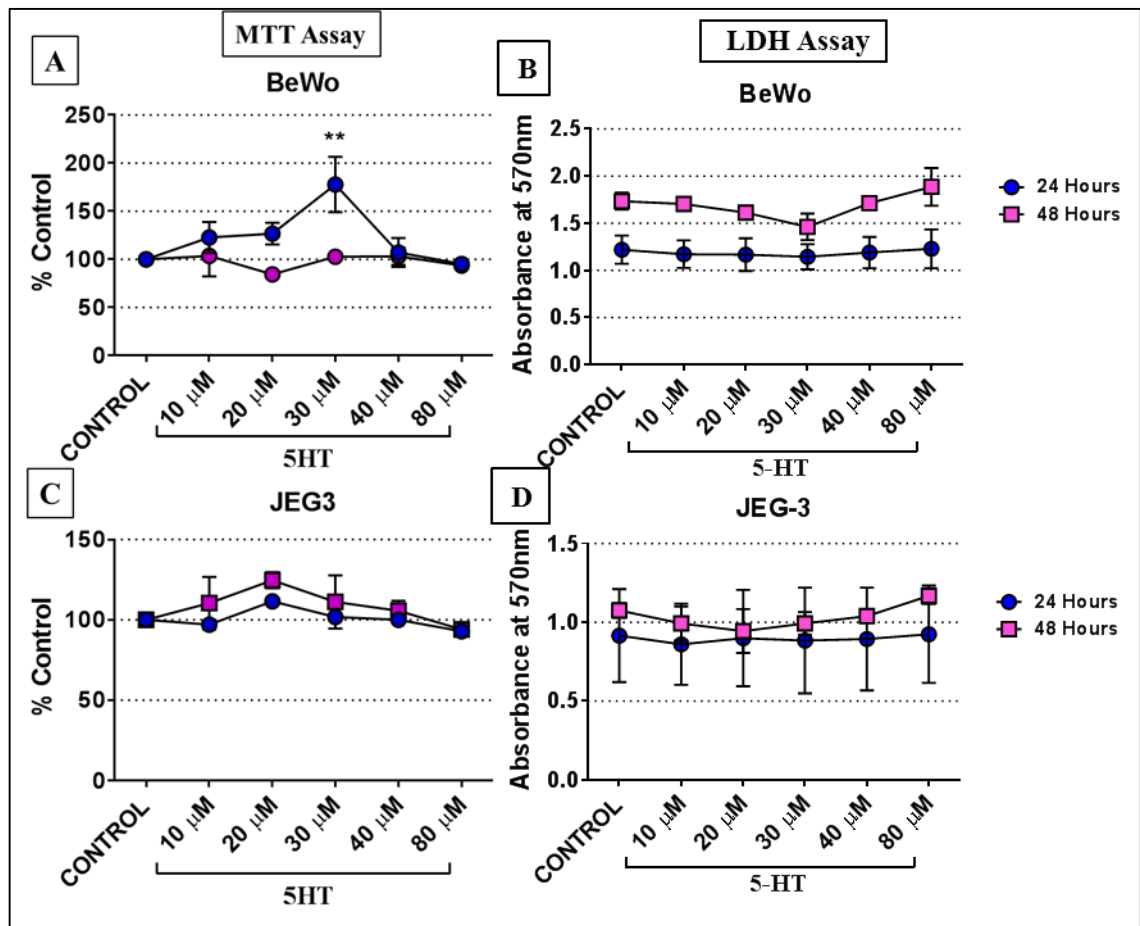 MTT Assay
LDH Assay
A
BeWo
250
200
150
100
50
0
% Control
**
CONTROL
10 μM
20 μM
30 μM
40 μM
80 μM
5HT
B
BeWo
2.5
2.0
1.5
1.0
0.5
0.0
Absorbance at 570nm
CONTROL
10 μM
20 μM
30 μM
40 μM
80 μM
5-HT
24 Hours
48 Hours
C
JEG3
150
100
50
0
% Control
CONTROL
10 μM
20 μM
30 μM
40 μM
80 μM
5HT
D
JEG-3
1.5
1.0
0.5
0.0
Absorbance at 570nm
CONTROL
10 μM
20 μM
30 μM
40 μM
80 μM
5-HT
24 Hours
48 Hours